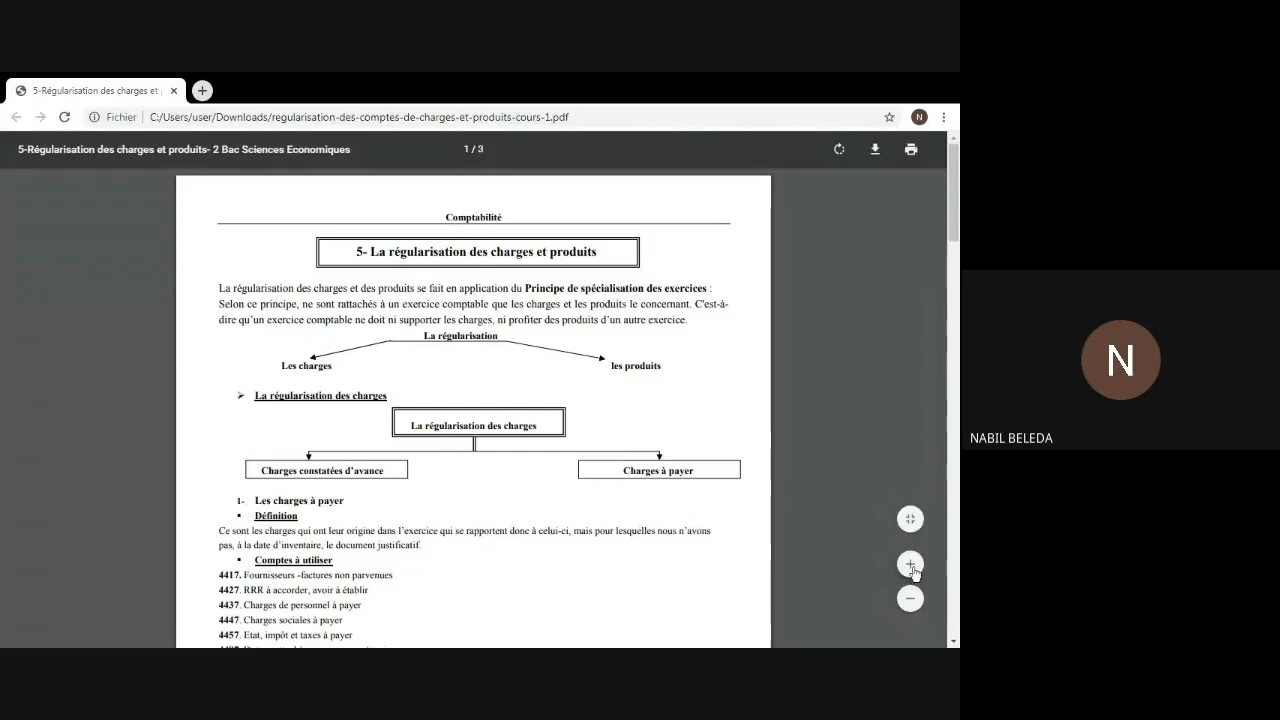 5-Régularisation des charges et
Fichier
C:/Users/user/Downloads/regularisation-des-comptes-de-charges-et-produits-cours-1.pdf
N
5-Régularisation des charges et produits- 2 Bac Sciences Economiques
1 / 3
Comptabilité
5- La régularisation des charges et produits
La régularisation des charges et des produits se fait en application du Principe de spécialisation des exercices :
Selon ce principe, ne sont rattachés à un exercice comptable que les charges et les produits le concernant. C'est-à-
dire qu'un exercice comptable ne doit ni supporter les charges, ni profiter des produits d'un autre exercice.
La régularisation
Les charges
les produits
➢ La régularisation des charges
La régularisation des charges
Charges constatées d'avance
Charges à payer
1- Les charges à payer
▪ Définition
Ce sont les charges qui ont leur origine dans l'exercice qui se rapportent donc à celui-ci, mais pour lesquelles nous n'avons
pas, à la date d'inventaire, le document justificatif.
▪ Comptes à utiliser
4417. Fournisseurs -factures non parvenues
4427. RRR à accorder, avoir à établir
4437. Charges de personnel à payer
4447. Charges sociales à payer
4457. Etat, impôt et taxes à payer
N
NABIL BELEDA